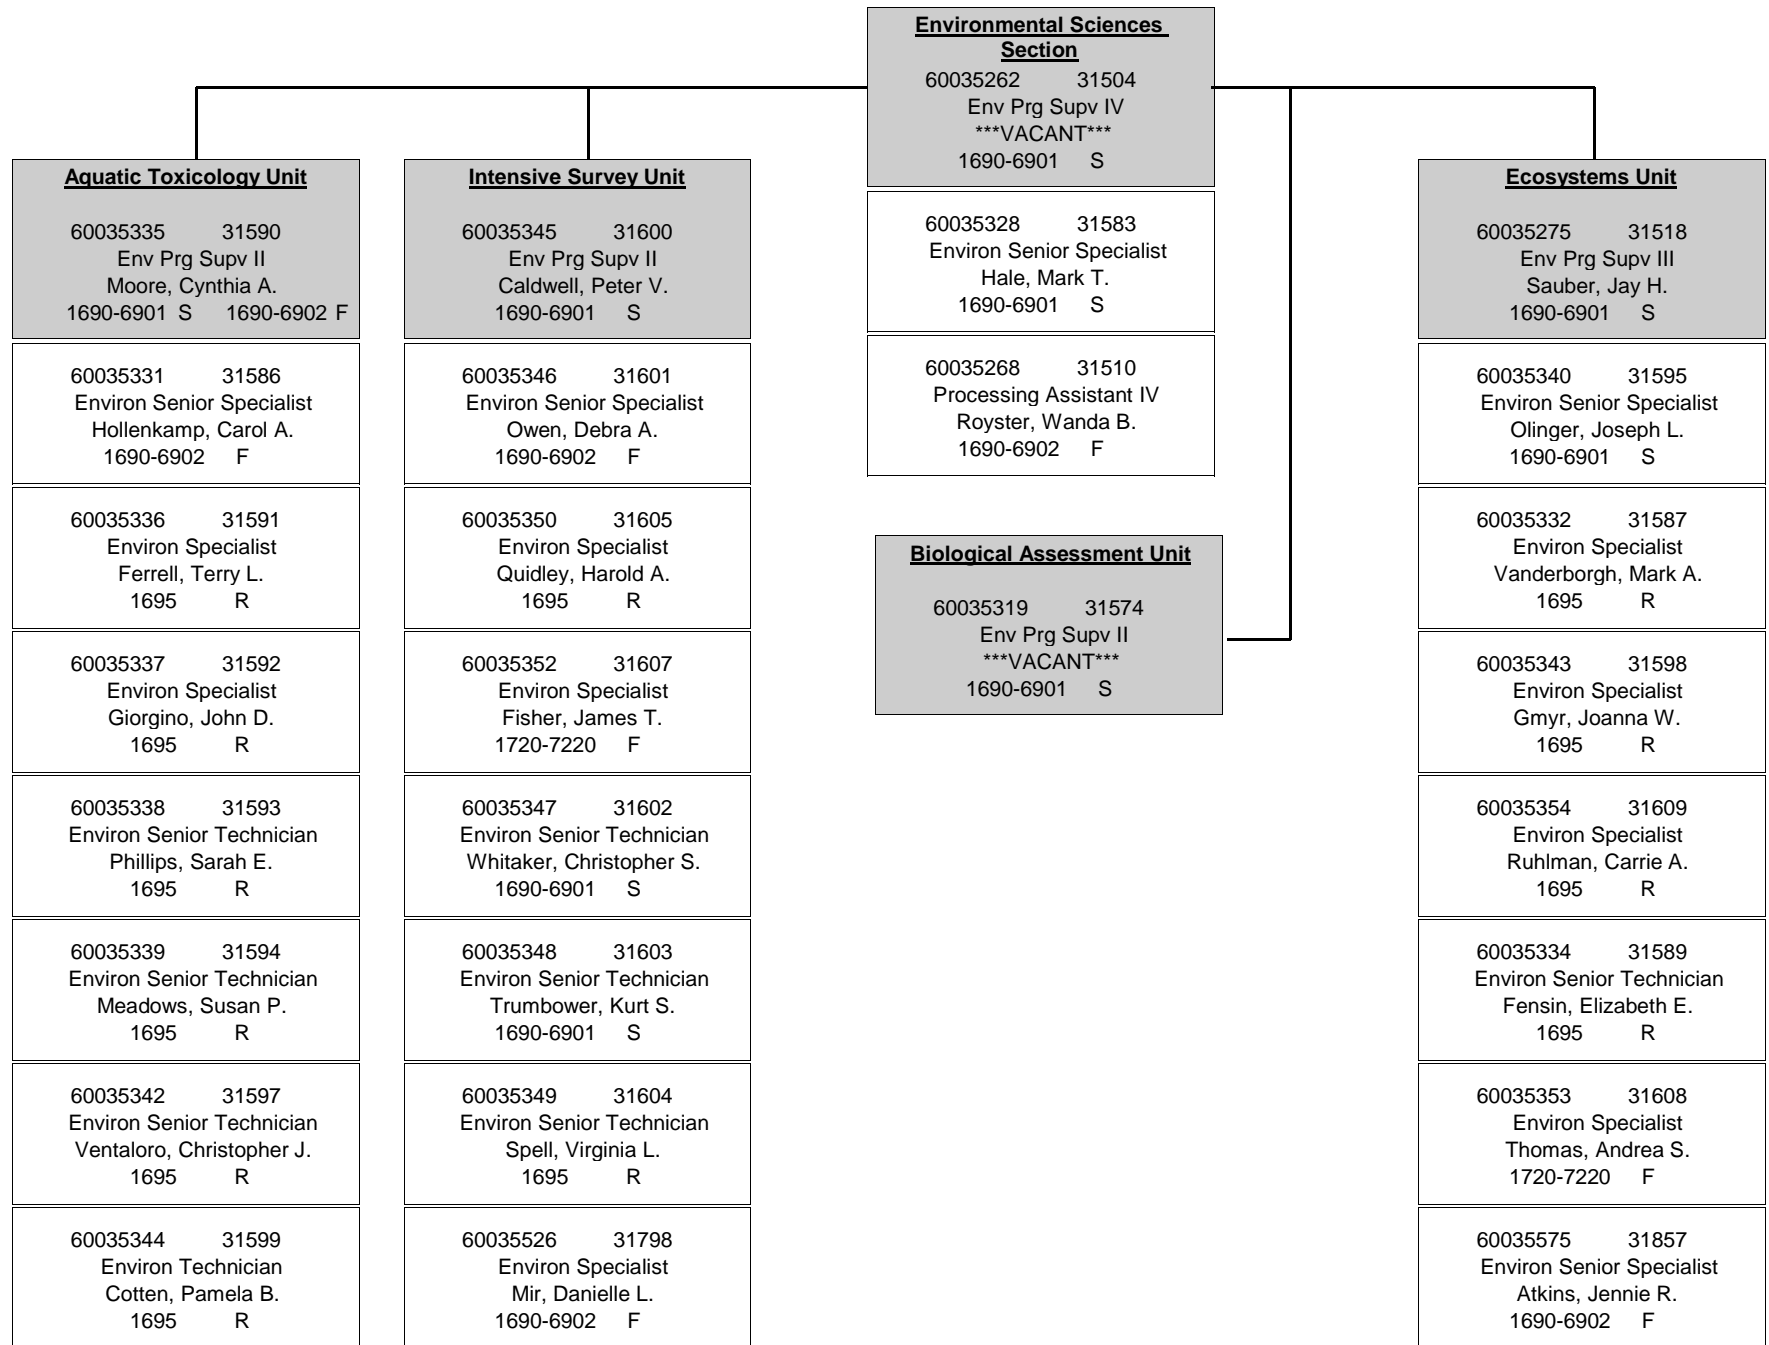 Environmental Sciences
Section
60035262 31504
Env Prg Supv IV
***VACANT***
1690-6901 S
60035328 31583
Environ Senior Specialist
Hale, Mark T.
1690-6901 S
60035268 31510
Processing Assistant IV
Royster, Wanda B.
1690-6902 F
Aquatic Toxicology Unit
60035335 31590
Env Prg Supv II
Moore, Cynthia A.
1690-6901 S 1690-6902 F
60035331 31586
Environ Senior Specialist
Hollenkamp, Carol A.
1690-6902 F
60035336 31591
Environ Specialist
Ferrell, Terry L.
1695 R
60035337 31592
Environ Specialist
Giorgino, John D.
1695 R
60035338 31593
Environ Senior Technician
Phillips, Sarah E.
1695 R
60035339 31594
Environ Senior Technician
Meadows, Susan P.
1695 R
60035342 31597
Environ Senior Technician
Ventaloro, Christopher J.
1695 R
60035344 31599
Environ Technician
Cotten, Pamela B.
1695 R
Intensive Survey Unit
60035345 31600
Env Prg Supv II
Caldwell, Peter V.
1690-6901 S
60035346 31601
Environ Senior Specialist
Owen, Debra A.
1690-6902 F
60035350 31605
Environ Specialist
Quidley, Harold A.
1695 R
60035352 31607
Environ Specialist
Fisher, James T.
1720-7220 F
60035347 31602
Environ Senior Technician
Whitaker, Christopher S.
1690-6901 S
60035348 31603
Environ Senior Technician
Trumbower, Kurt S.
1690-6901 S
60035349 31604
Environ Senior Technician
Spell, Virginia L.
1695 R
60035526 31798
Environ Specialist
Mir, Danielle L.
1690-6902 F
Biological Assessment Unit
60035319 31574
Env Prg Supv II
***VACANT***
1690-6901 S
Ecosystems Unit
60035275 31518
Env Prg Supv III
Sauber, Jay H.
1690-6901 S
60035340 31595
Environ Senior Specialist
Olinger, Joseph L.
1690-6901 S
60035332 31587
Environ Specialist
Vanderborgh, Mark A.
1695 R
60035343 31598
Environ Specialist
Gmyr, Joanna W.
1695 R
60035354 31609
Environ Specialist
Ruhlman, Carrie A.
1695 R
60035334 31589
Environ Senior Technician
Fensin, Elizabeth E.
1695 R
60035353 31608
Environ Specialist
Thomas, Andrea S.
1720-7220 F
60035575 31857
Environ Senior Specialist
Atkins, Jennie R.
1690-6902 F